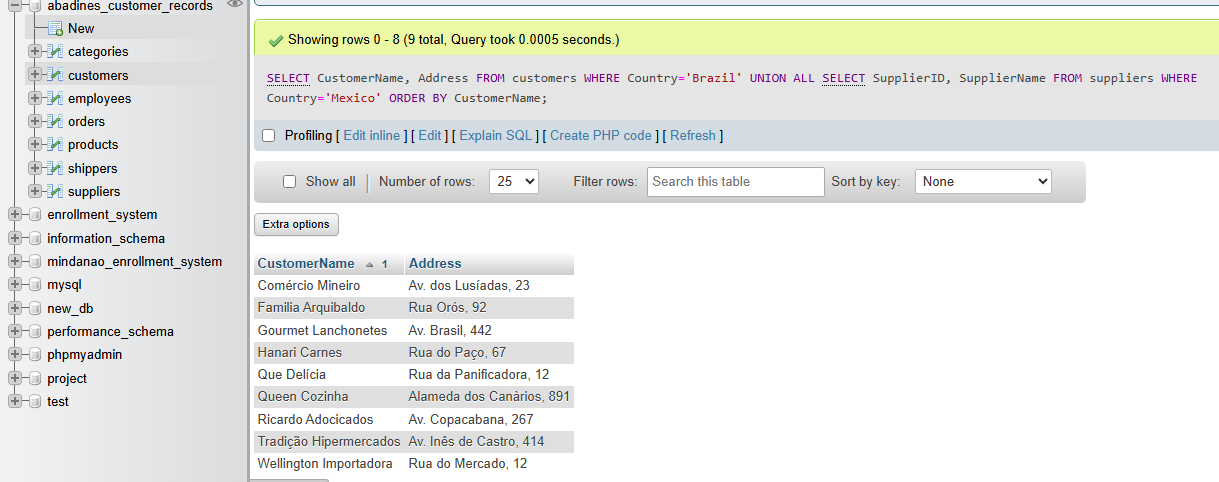 abadines_customer_records
New
categories
customers
employees
orders
products
shippers
suppliers
enrollment_system
information_schema
mindanao_enrollment_system
mysql
new_db
performance_schema
phpmyadmin
project
test
Showing rows 0 - 8 (9 total, Query took 0.0005 seconds.)
SELECT CustomerName, Address FROM customers WHERE Country='Brazil' UNION ALL SELECT SupplierID, SupplierName FROM suppliers WHERE
Country='Mexico' ORDER BY CustomerName;
Profiling [ Edit inline ] [ Edit ] [ Explain SQL ] [ Create PHP code ] [ Refresh ]
Show all Number of rows: 25 Filter rows: Search this table Sort by key: None
Extra options
CustomerName 1 Address
Comércio Mineiro Av. dos Lusíadas, 23
Familia Arquibaldo Rua Orós, 92
Gourmet Lanchonetes Av. Brasil, 442
Hanari Carnes Rua do Paço, 67
Que Delícia Rua da Panificadora, 12
Queen Cozinha Alameda dos Canàrios, 891
Ricardo Adocicados Av. Copacabana, 267
Tradição Hipermercados Av. Inês de Castro, 414
Wellington Importadora Rua do Mercado, 12